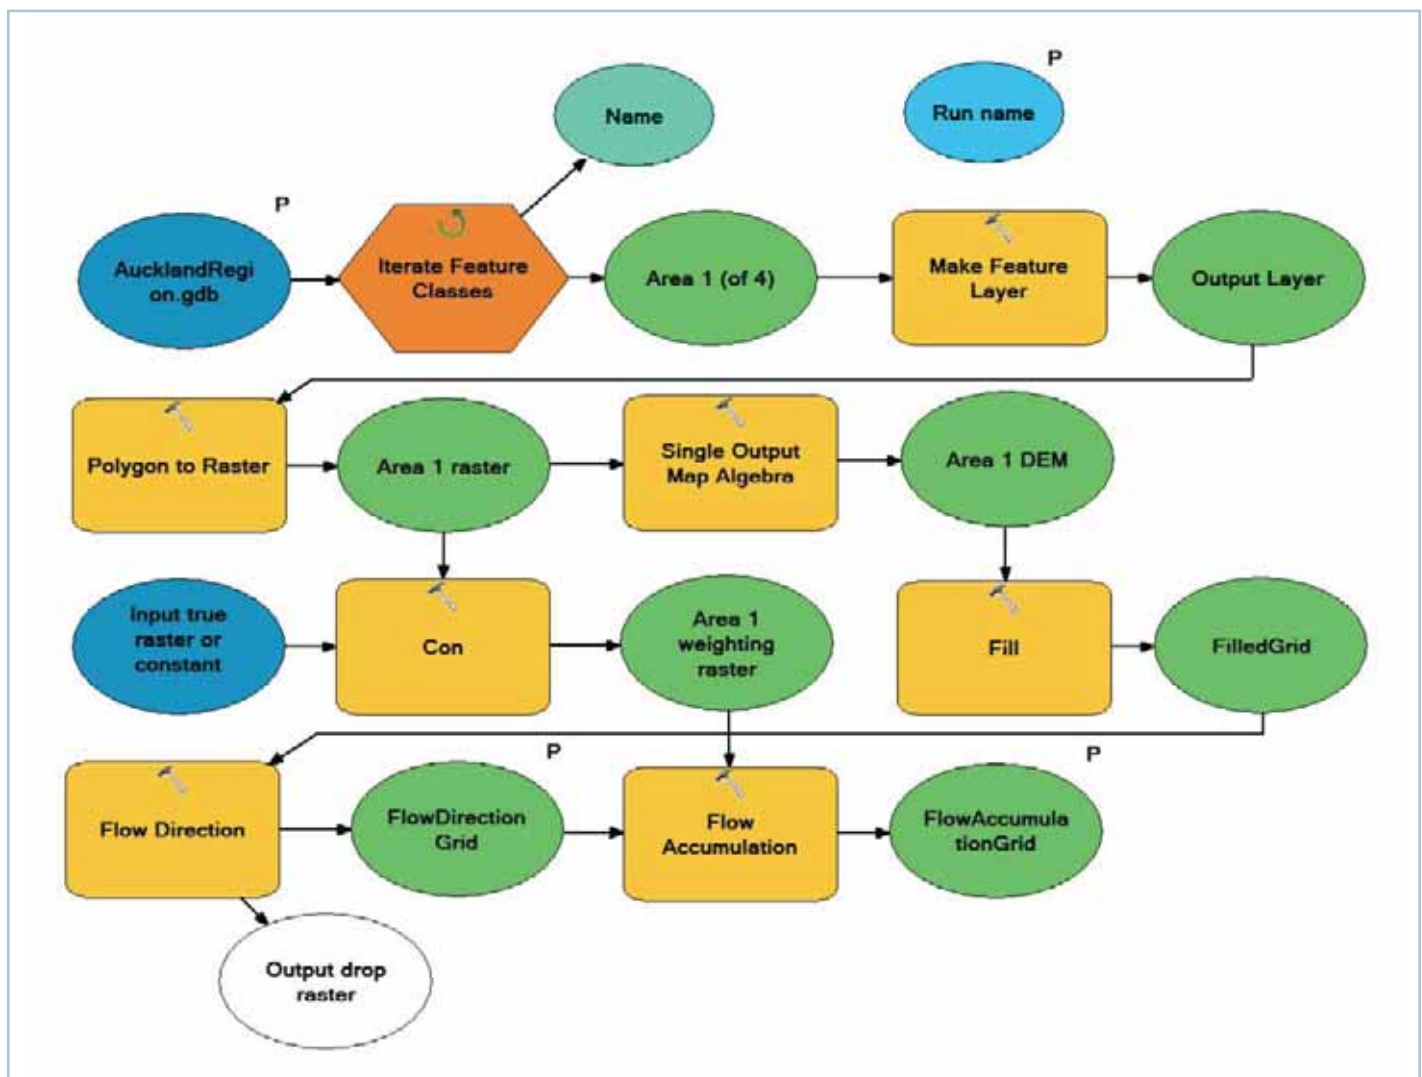 P
Name
Run name
P
AucklandRegi
on.gdb
Iterate Feature
Classes
Area 1 (of 4)
Make Feature
Layer
Output Layer
Polygon to Raster
Area 1 raster
Single Output
Map Algebra
Area 1 DEM
Input true
raster or
constant
Con
Area 1
weighting
raster
Fill
FilledGrid
P
P
Flow Direction
FlowDirection
Grid
Flow
Accumulation
FlowAccumula
tionGrid
Output drop
raster